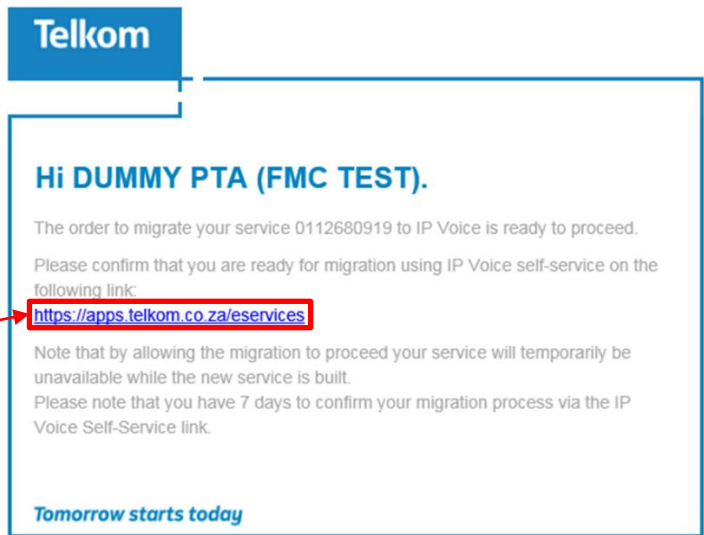 Telkom
Hi DUMMY PTA (FMC TEST).
The order to migrate your service 0112680919 to IP Voice is ready to proceed.
Please confirm that you are ready for migration using IP Voice self-service on the
following link:
https://apps.telkom.co.za/eservices
Note that by allowing the migration to proceed your service will temporarily be
unavailable while the new service is built.
Please note that you have 7 days to confirm your migration process via the IP
Voice Self-Service link.
Tomorrow starts today